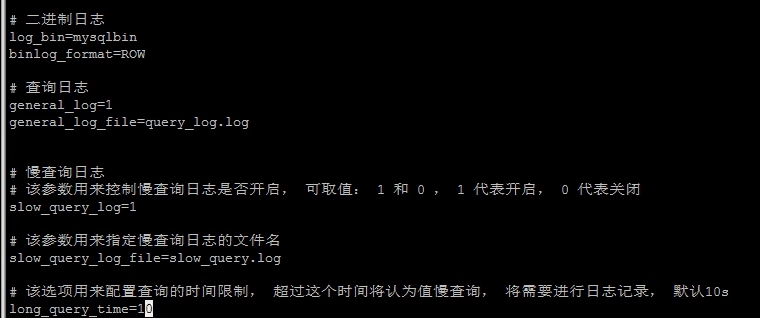 # 二进制日志
log_bin=mysqlbin
binlog_format=ROW
# 查询日志
general_log=1
general_log_file=query_log.log
# 慢查询日志
# 该参数用来控制慢查询日志是否开启， 可取值： 1 和 0 ， 1 代表开启， 0 代表关闭
slow_query_log=1
# 该参数用来指定慢查询日志的文件名
slow_query_log_file=slow_query.log
# 该选项用来配置查询的时间限制， 超过这个时间将认为值慢查询， 将需要进行日志记录， 默认10s
long_query_time=10